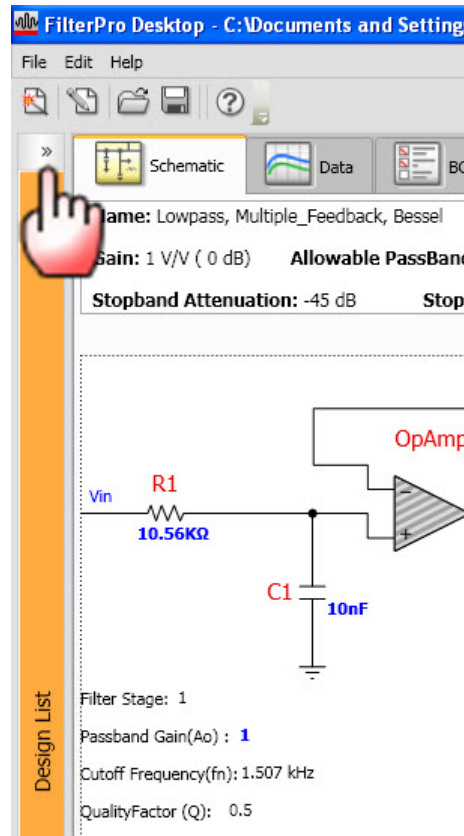 FilterPro Desktop - C:\Documents and Setting
File Edit Help
»
Schematic Data BO
Name: Lowpass, Multiple_Feedback, Bessel
Gain: 1 V/V ( 0 dB) Allowable PassBand
Stopband Attenuation: -45 dB Stop
OpAmp
Vin
R1
10.56KΩ
C1
10nF
Design List
Filter Stage: 1
Passband Gain(Ao) : 1
Cutoff Frequency(fn): 1.507 kHz
QualityFactor (Q): 0.5